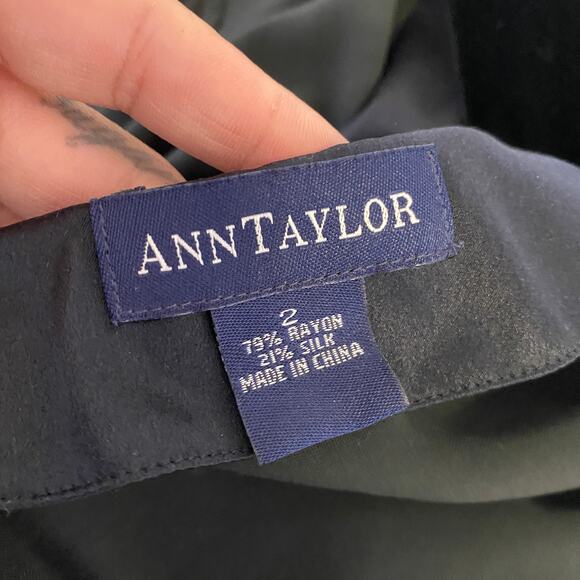 ANNTAYLOR
2
79% RAYON
21% SILK
MADE IN CHINA